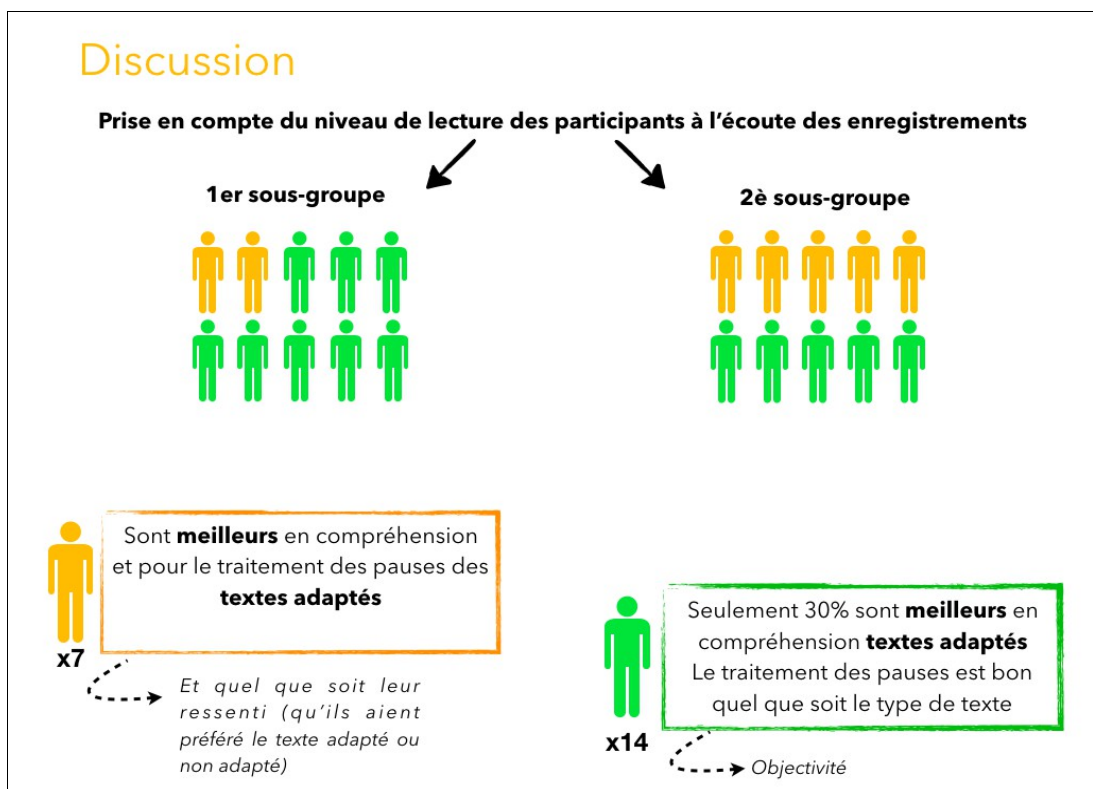 Discussion
Prise en compte du niveau de lecture des participants à l'écoute des enregistrements
1er sous-groupe
2è sous-groupe
Sont meilleurs en compréhension
et pour le traitement des pauses des
textes adaptés
x7
Et quel que soit leur
ressenti (qu'ils aient
préféré le texte adapté ou
non adapté)
Seulement 30% sont meilleurs en
compréhension textes adaptés
Le traitement des pauses est bon
quel que soit le type de texte
x14
Objectivité